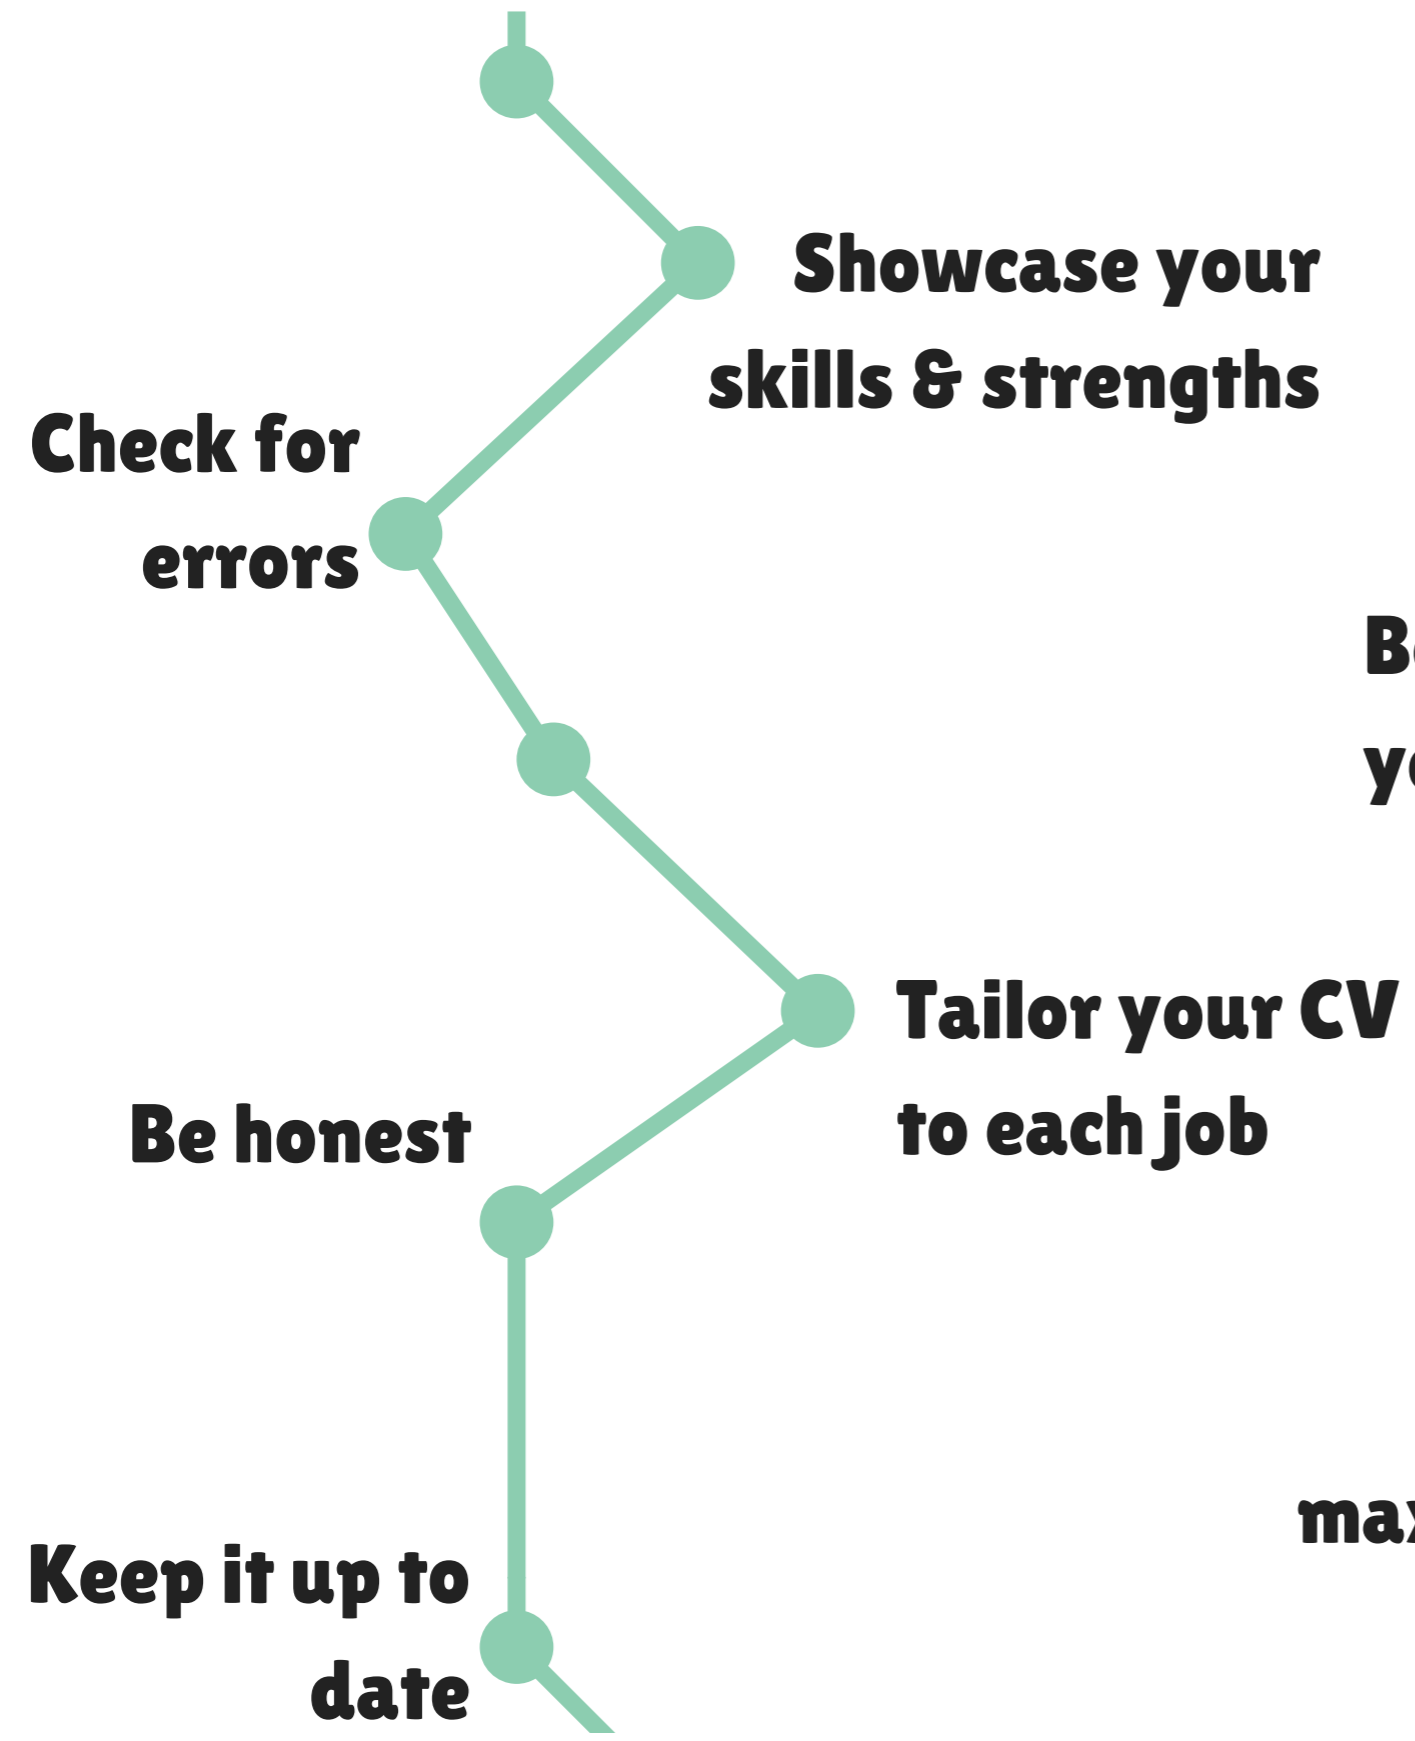 Showcase your
skills & strengths
Check for
errors
Tailor your CV
to each job
Be honest
Keep it up to
date